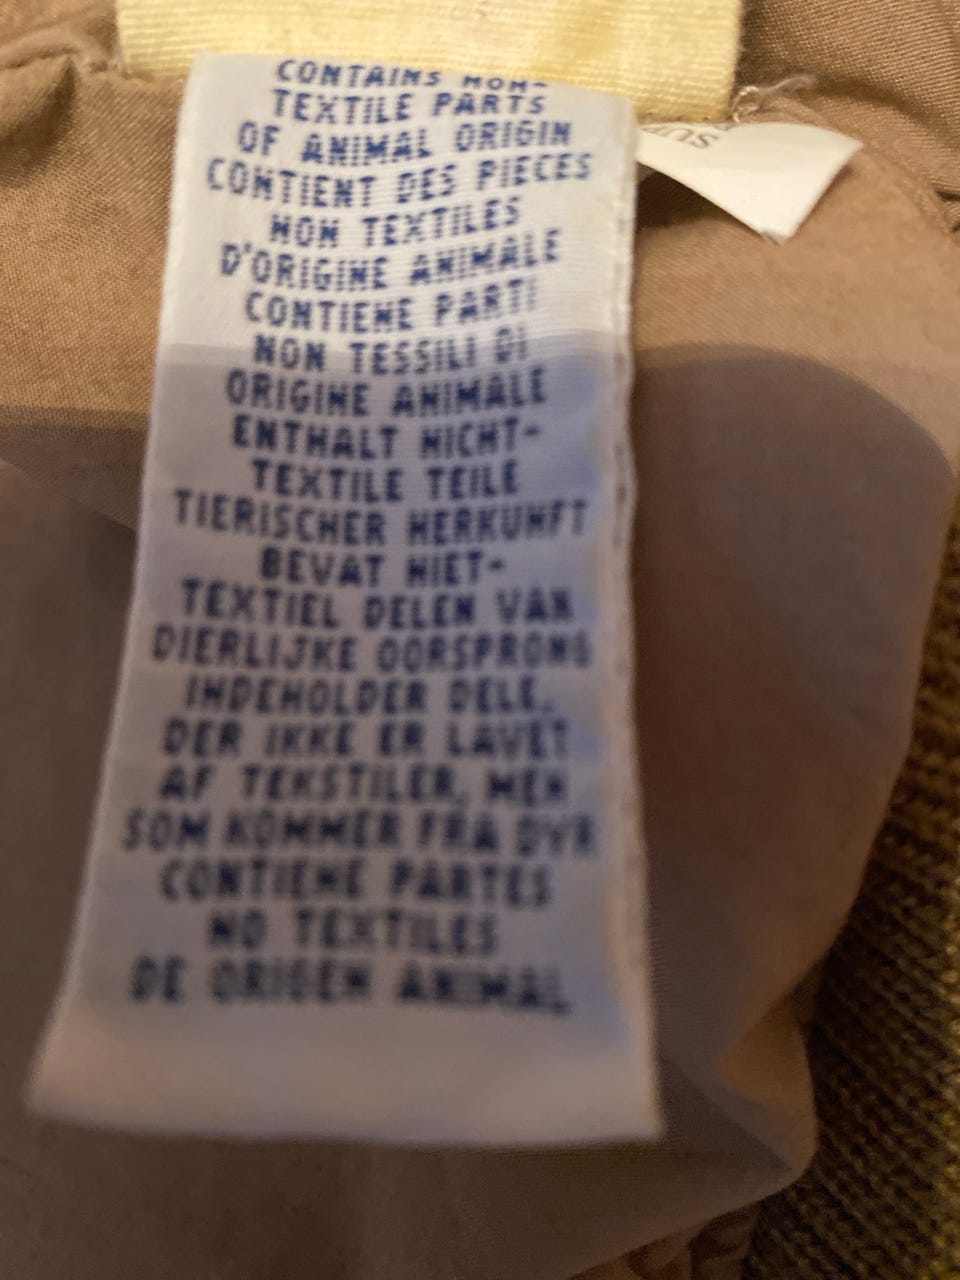 CONTAINS NON-
TEXTILE PARTS
OF ANIMAL ORIGIN
CONTIENT DES PIECES
NON TEXTILES
D'ORIGINE ANIMALE
CONTIENE PARTI
NON TESSILI DI
ORIGINE ANIMALE
ENTHALT NICHT-
TEXTILE TEILE
TIERISCHER HERKUNFT
BEVAT NIET-
TEXTIEL DELEN VAN
DIERLIJKE OORSPRONG
INDEHOLDER DELE,
DER IKKE ER LAVET
AF TEKSTILER, MEN
SOM KOMMER FRA DYR
CONTIENE PARTES
NO TEXTILES
DE ORIGEN ANIMAL